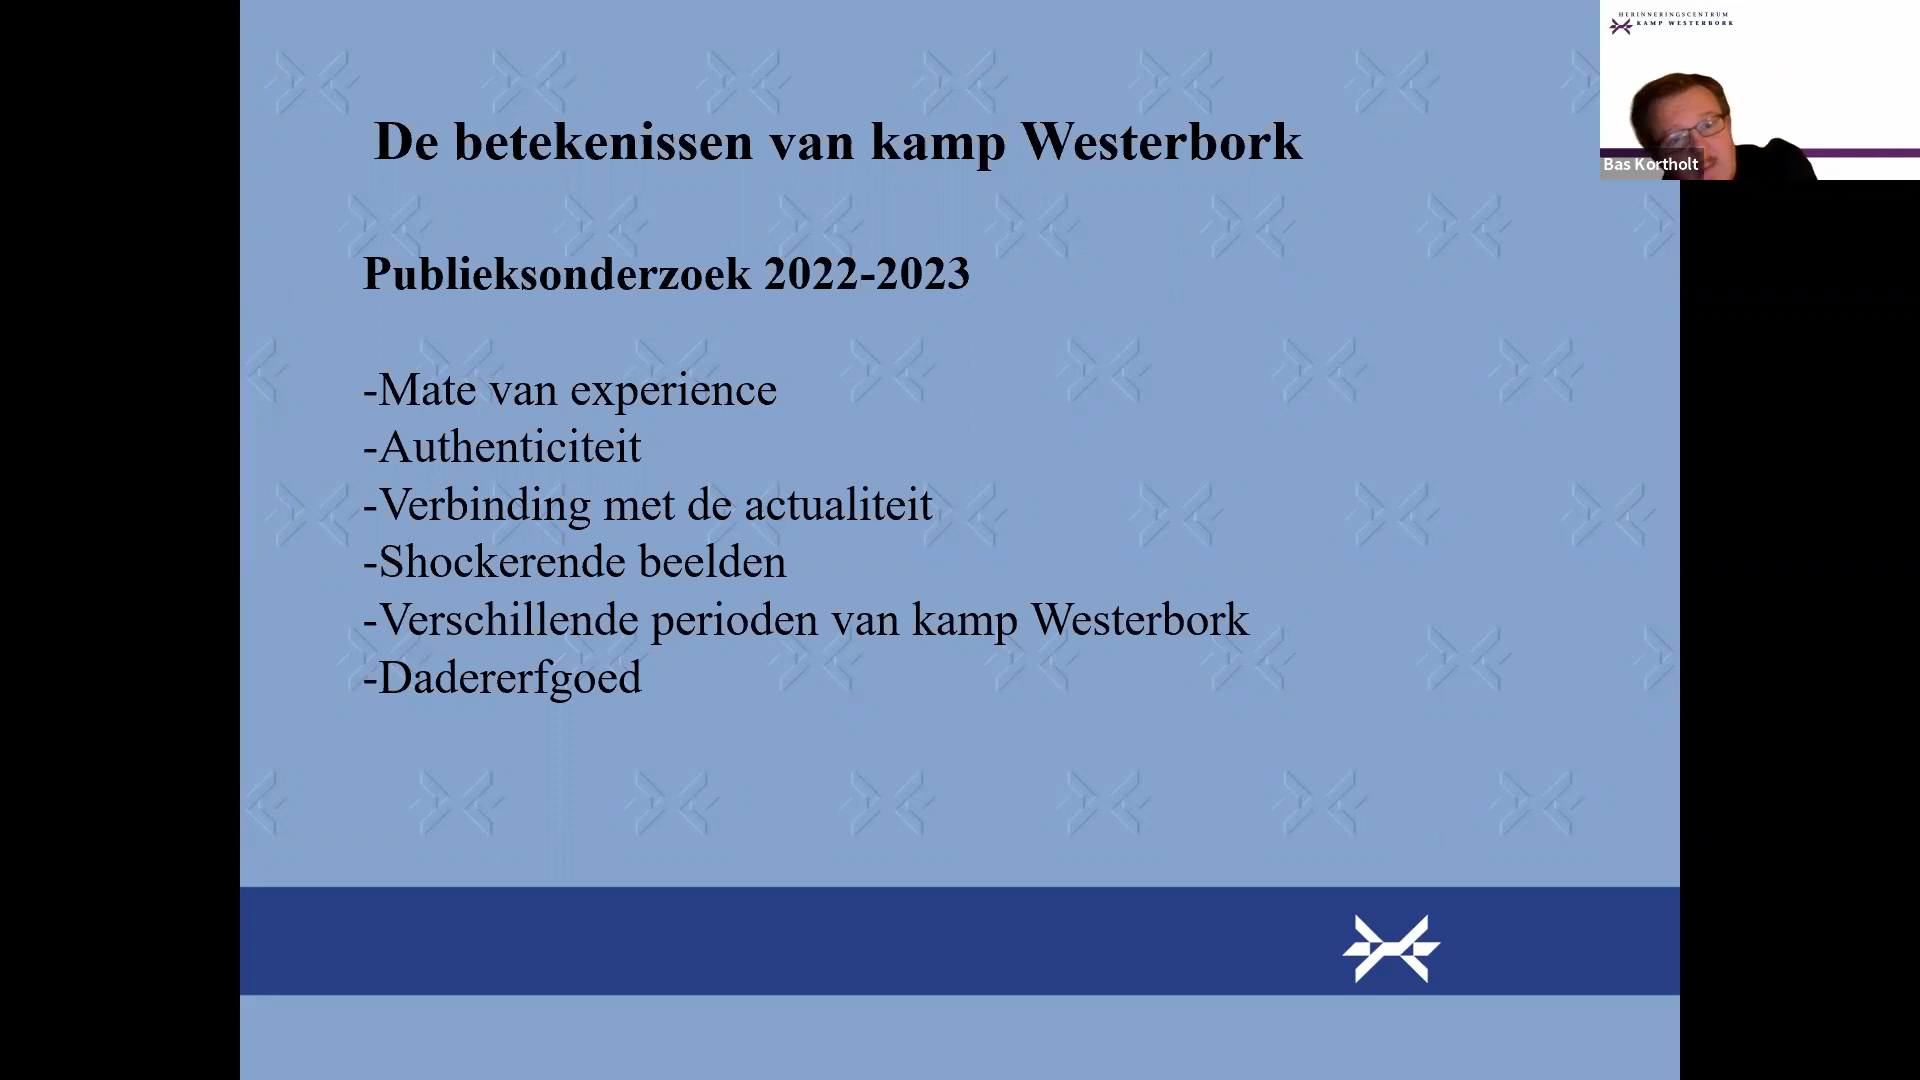 De betekenissen van kamp Westerbork
Publieksonderzoek 2022-2023
-Mate van experience
-Authenticiteit
-Verbinding met de actualiteit
-Shockerende beelden
-Verschillende perioden van kamp Westerbork
-Dadererfgoed
HERINNERINGSCENTRUM
KAMP WESTERBORK
Bas Kortholt